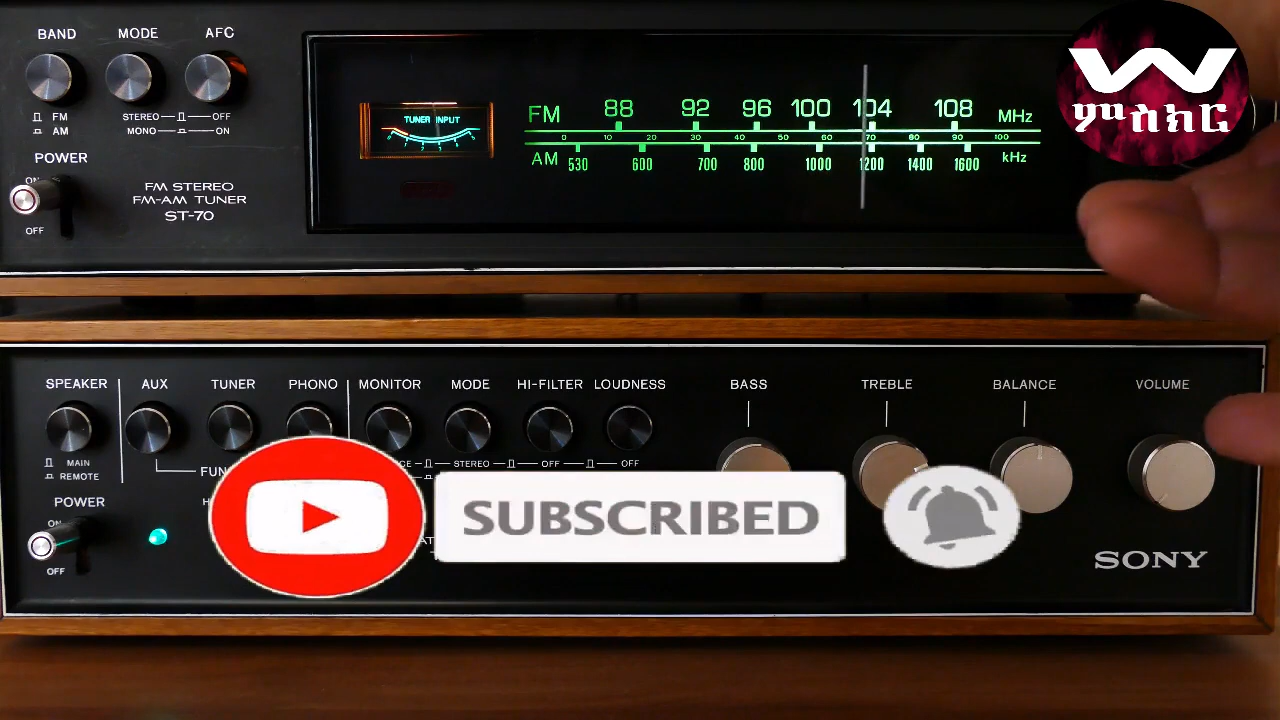 BAND MODE AFC
FM STEREO OFF
AM MONO ON
POWER
ON
OFF
FM STEREO
FM-AM TUNER
ST-70
TUNER INPUT
FM 88 92 96 100 104 108 MHz
0 10 20 30 40 50 60 70 80 90 100
AM 530 600 700 800 1000 1200 1400 1600 kHz
W
ምስክር
SPEAKER AUX TUNER PHONO MONITOR MODE HI-FILTER LOUDNESS BASS TREBLE BALANCE VOLUME
MAIN STEREO OFF OFF
REMOTE
POWER
ON
OFF
SUBSCRIBED
SONY